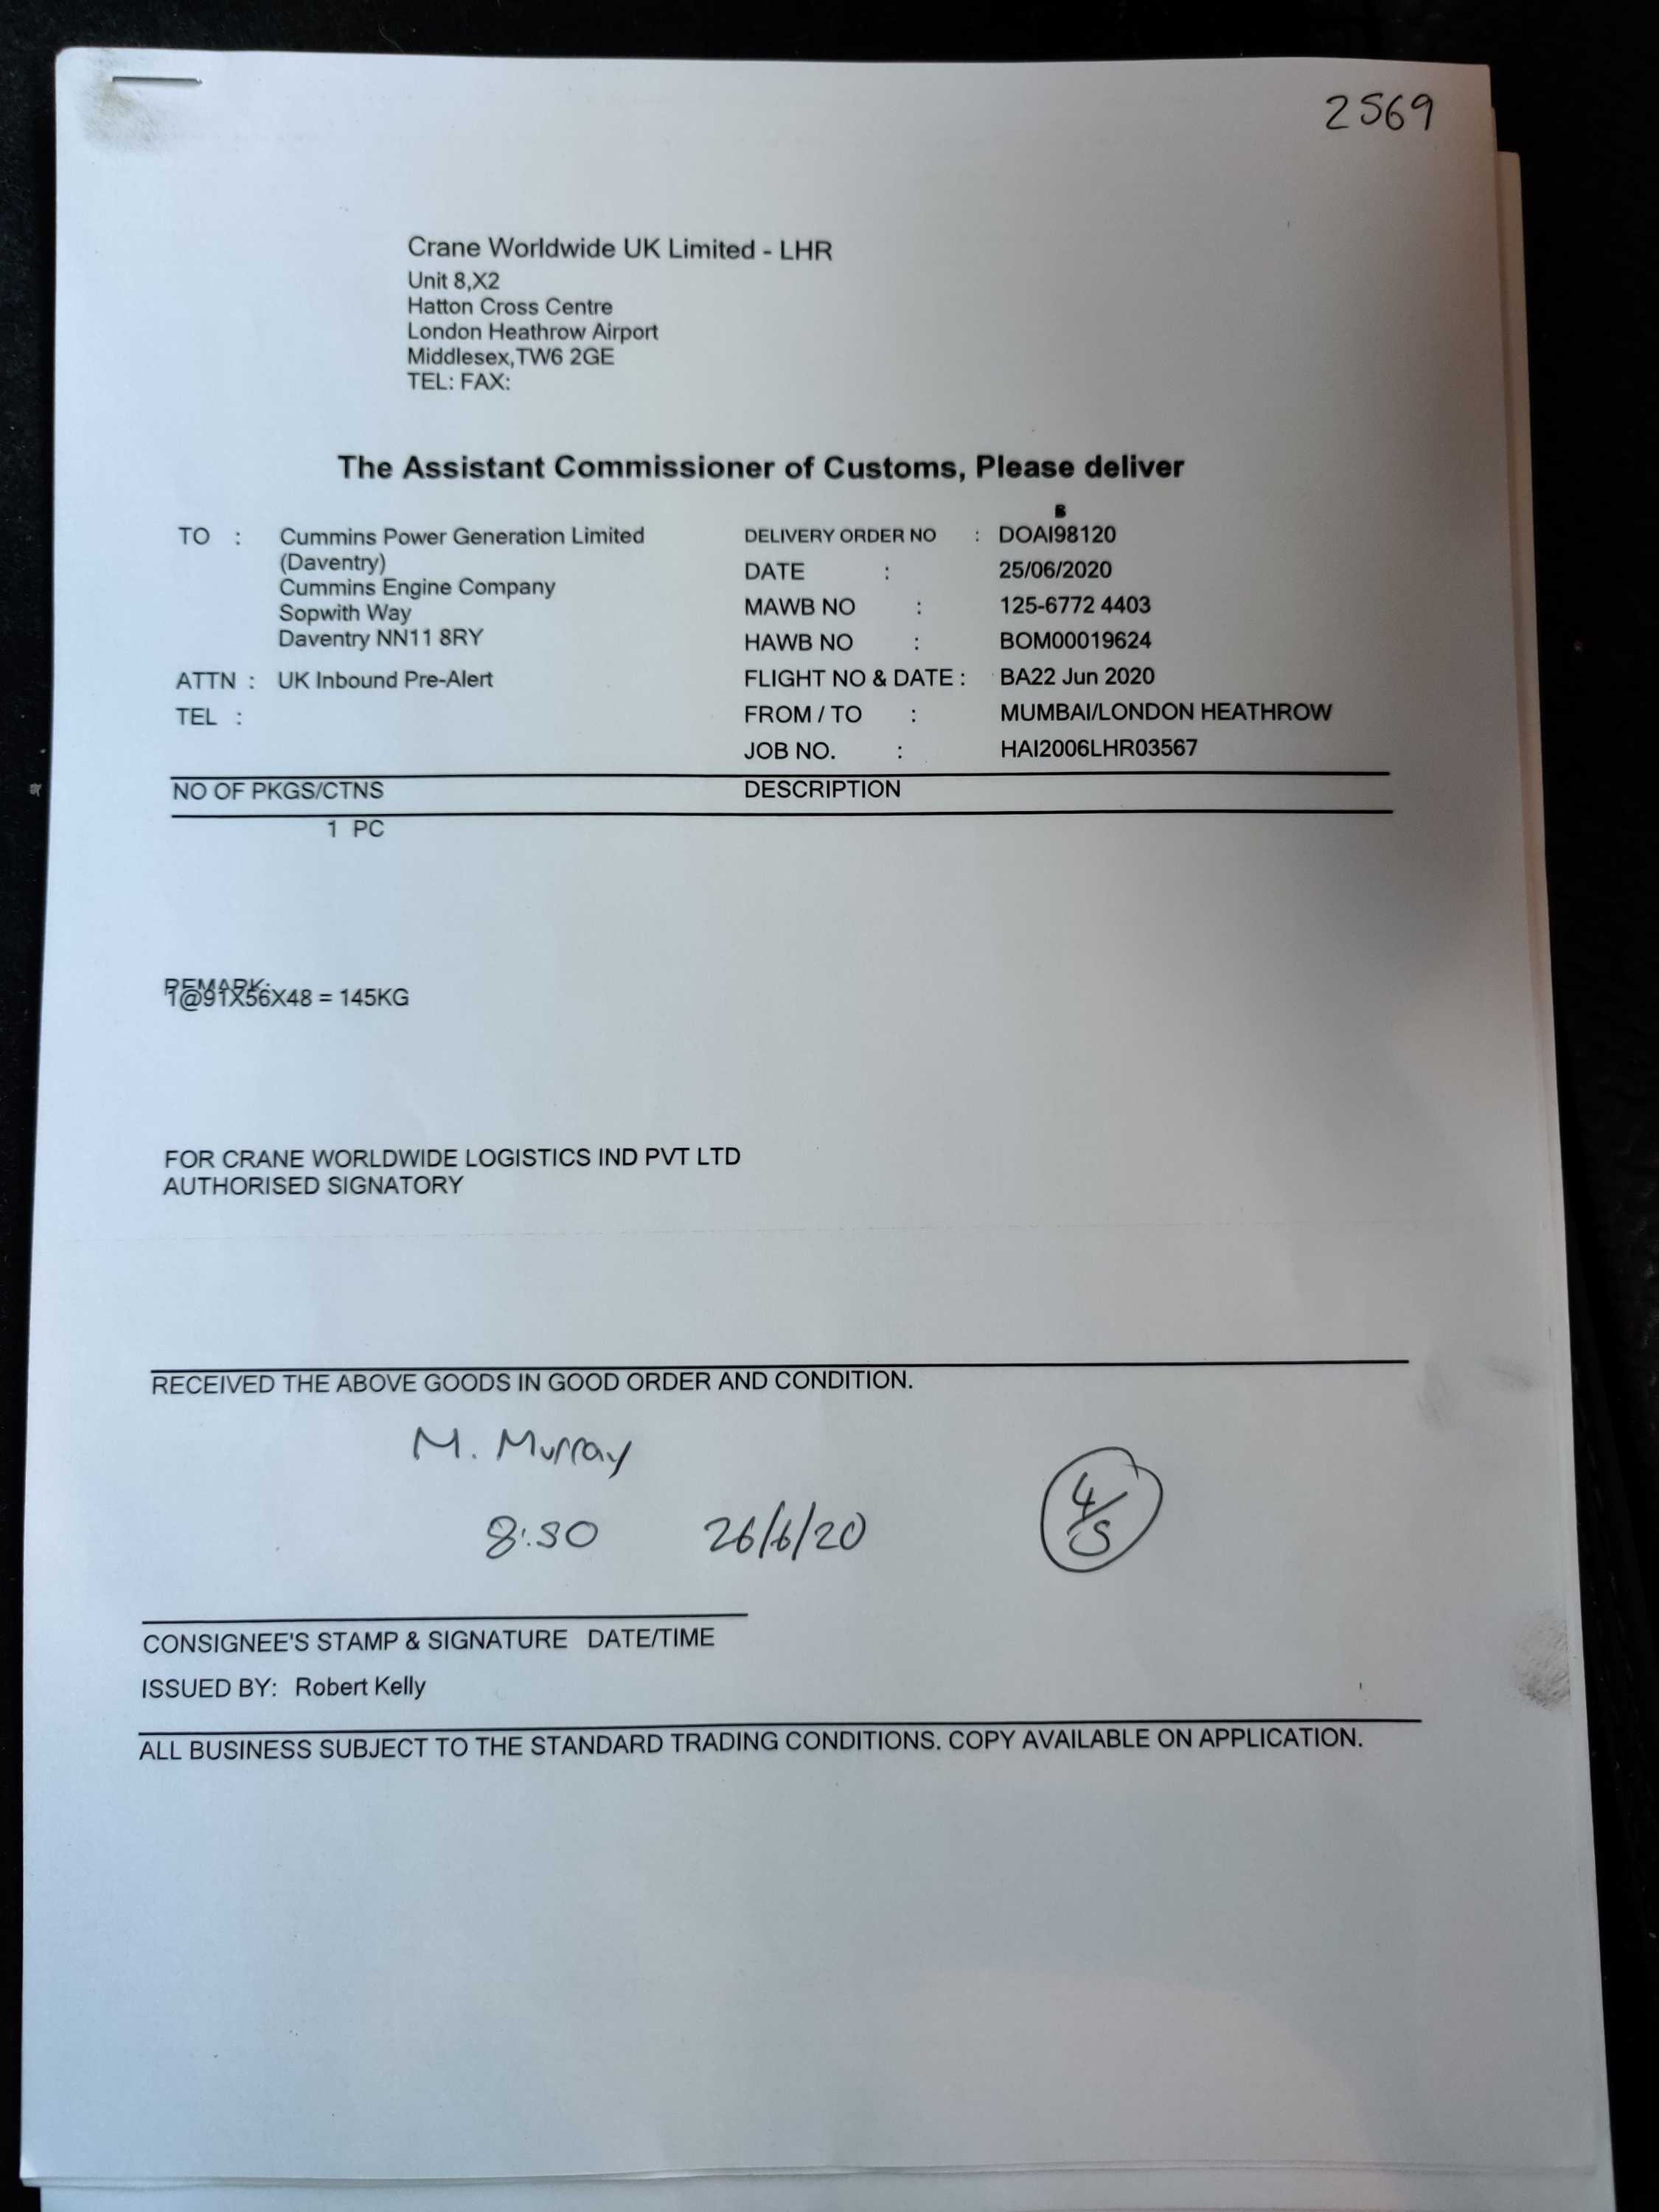 2569
Crane Worldwide UK Limited - LHR
Unit 8,X2
Hatton Cross Centre
London Heathrow Airport
Middlesex,TW6 2GE
TEL: FAX:
The Assistant Commissioner of Customs, Please deliver
TO : Cummins Power Generation Limited
(Daventry)
Cummins Engine Company
Sopwith Way
Daventry NN11 8RY
ATTN : UK Inbound Pre-Alert
TEL :
DELIVERY ORDER NO : DOAI98120
DATE : 25/06/2020
MAWB NO : 125-6772 4403
HAWB NO : BOM00019624
FLIGHT NO & DATE : BA22 Jun 2020
FROM / TO : MUMBAI/LONDON HEATHROW
JOB NO. : HAI2006LHR03567
NO OF PKGS/CTNS DESCRIPTION
1 PC
REMARK:
1@91X56X48 = 145KG
FOR CRANE WORLDWIDE LOGISTICS IND PVT LTD
AUTHORISED SIGNATORY
RECEIVED THE ABOVE GOODS IN GOOD ORDER AND CONDITION.
M. Murray
8:50 26/6/20
4/5
CONSIGNEE'S STAMP & SIGNATURE DATE/TIME
ISSUED BY: Robert Kelly
ALL BUSINESS SUBJECT TO THE STANDARD TRADING CONDITIONS. COPY AVAILABLE ON APPLICATION.